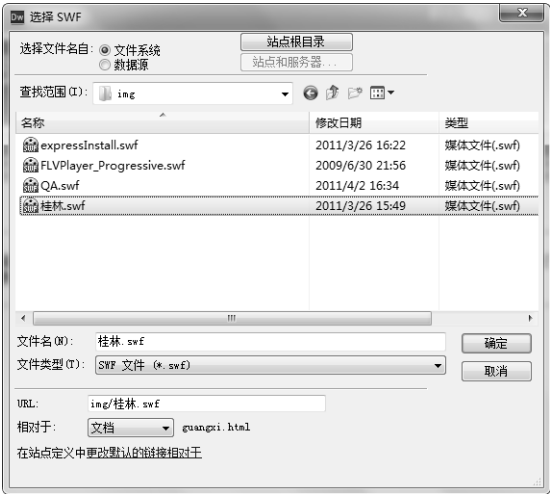 Dw 选择 SWF
选择文件名自: 文件系统 站点根目录
数据源 站点和服务器...
查找范围(I): img
名称 修改日期 类型
expressInstall.swf 2011/3/26 16:22 媒体文件(.swf)
FLVPlayer_Progressive.swf 2009/6/30 21:56 媒体文件(.swf)
QA.swf 2011/4/2 16:34 媒体文件(.swf)
桂林.swf 2011/3/26 15:49 媒体文件(.swf)
文件名(N): 桂林.swf 确定
文件类型(T): SWF 文件 (*.swf) 取消
URL: img/桂林.swf
相对于: 文档 guangxi.html
在站点定义中更改默认的链接相对于